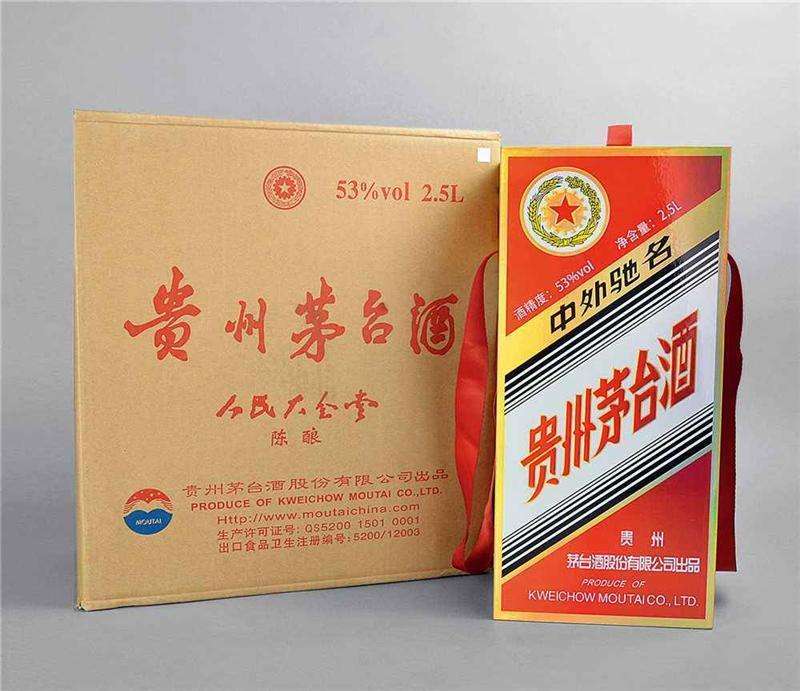 53%vol 2.5L
贵州茅台酒
人民大会堂
陈酿
MOUTAI
贵州茅台酒股份有限公司出品
PRODUCE OF KWEICHOW MOUTAI CO.,LTD.
Http://www.moutaichina.com
生产许可证号: QS5200 1501 0001
出口食品卫生注册编号: 5200/12003
酒精度: 53%vol 净含量: 2.5L
中外驰名
贵州茅台酒
贵 州
茅台酒股份有限公司出品
PRODUCE OF
KWEICHOW MOUTAI CO., LTD.